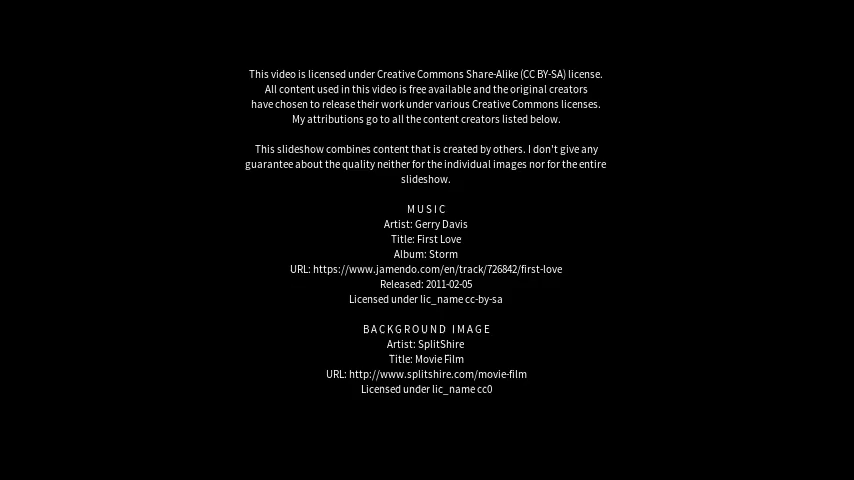 This video is licensed under Creative Commons Share-Alike (CC BY-SA) license.
All content used in this video is free available and the original creators
have chosen to release their work under various Creative Commons licenses.
My attributions go to all the content creators listed below.
This slideshow combines content that is created by others. I don't give any
guarantee about the quality neither for the individual images nor for the entire
slideshow.
MUSIC
Artist: Gerry Davis
Title: First Love
Album: Storm
URL: https://www.jamendo.com/en/track/726842/first-love
Released: 2011-02-05
Licensed under lic_name cc-by-sa
BACKGROUND IMAGE
Artist: SplitShire
Title: Movie Film
URL: http://www.splitshire.com/movie-film
Licensed under lic_name cc0